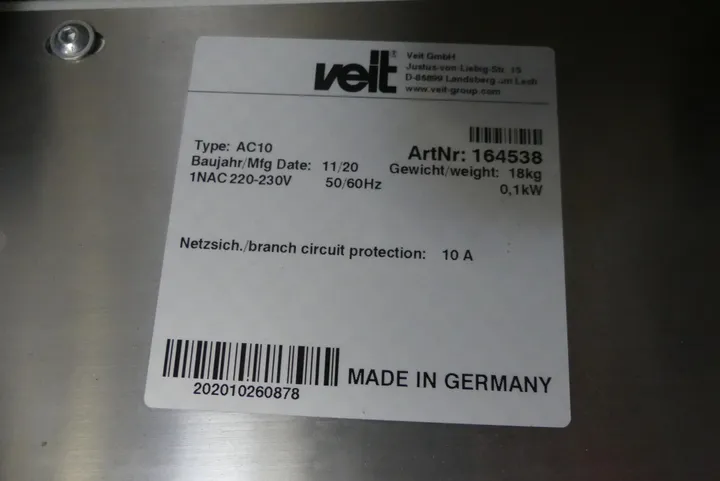 veit
Veit GmbH
Justus-von-Liebig-Str. 15
D-86899 Landsberg am Lech
www.veit-group.com
Type: AC10
ArtNr: 164538
Baujahr/Mfg Date: 11/20
Gewicht/weight: 18kg
1NAC 220-230V 50/60Hz
0,1kW
Netzsich./branch circuit protection: 10 A
202010260878
MADE IN GERMANY